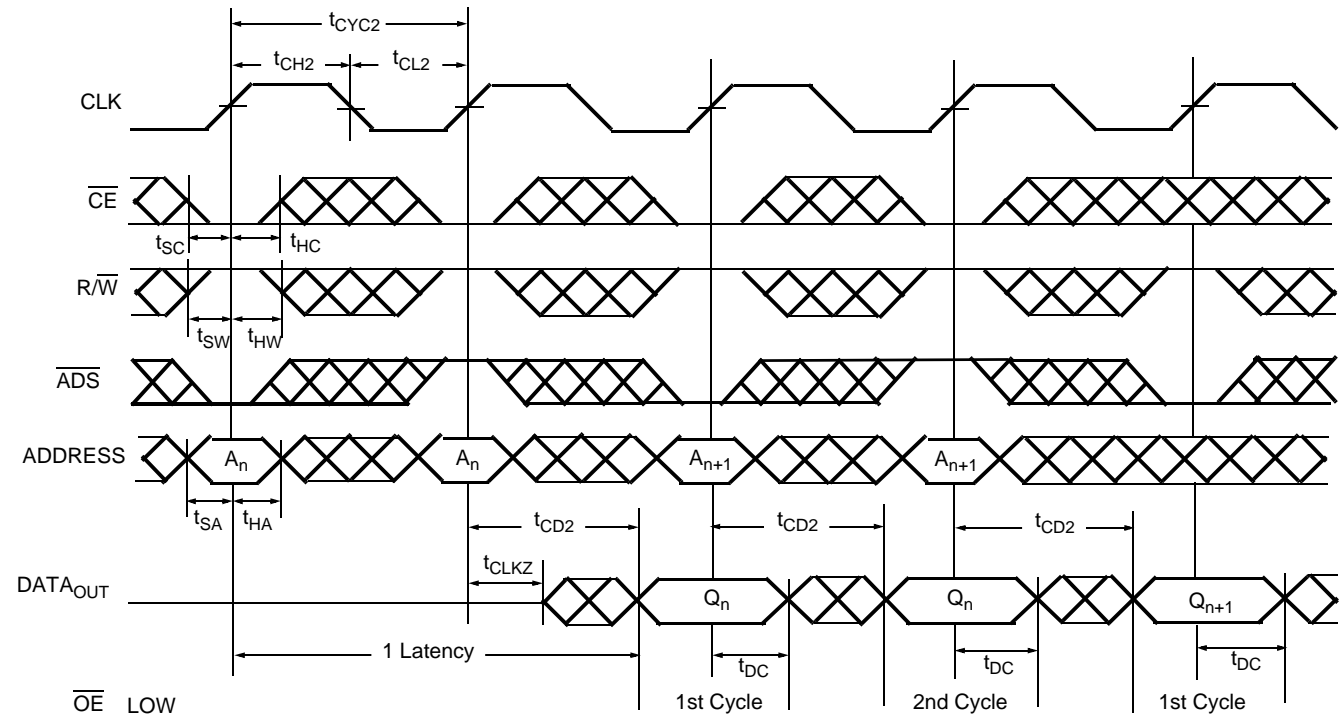 tCYC2
tCH2 tCL2
CLK
CE
tSC tHC
R/W
tSW tHW
ADS
ADDRESS An An An+1 An+1
tSA tHA
tCD2 tCD2 tCD2
tCLKZ
DATAOUT Qn Qn Qn+1
1 Latency tDC tDC tDC
OE LOW 1st Cycle 2nd Cycle 1st Cycle